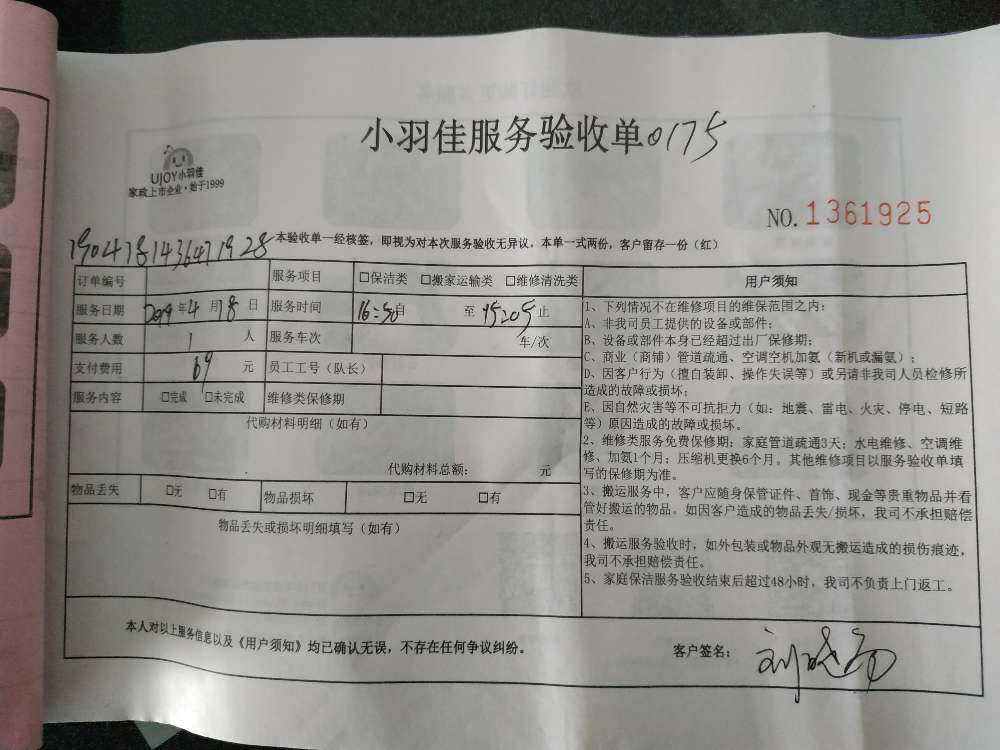 小羽佳服务验收单 0175
UJOY小羽佳
家政上市企业·始于1999
NO. 1361925
本验收单一经核签，即视为对本次服务验收无异议，本单一式两份，客户留存一份（红）
订单编号 服务项目 □保洁类 □搬家运输类 □维修清洗类
服务日期 2019 年 4 月 18 日 服务时间 自 至 止
服务人数 1 人 服务车次 车/次
支付费用 69 元 员工工号（队长）
服务内容 □完成 □未完成 维修类保修期
代购材料明细（如有）
代购材料总额： 元
物品丢失 □无 □有 物品损坏 □无 □有
物品丢失或损坏明细填写（如有）
用户须知
1、下列情况不在维修项目的维保范围之内：
A、非我司员工提供的设备或部件；
B、设备或部件本身已经超过出厂保修期；
C、商业（商铺）管道疏通、空调空机加氨（新机或漏氨）；
D、因客户行为（擅自装卸、操作失误等）或另请非我司人员检修所
造成的故障或损坏；
E、因自然灾害等不可抗拒力（如：地震、雷电、火灾、停电、短路
等）原因造成的故障或损坏。
2、维修类服务免费保修期：家庭管道疏通3天；水电维修、空调维
修、加氨1个月；压缩机更换6个月。其他维修项目以服务验收单填
写的保修期为准。
3、搬运服务中，客户应随身保管证件、首饰、现金等贵重物品并看
管好搬运的物品。如因客户造成的物品丢失/损坏，我司不承担赔偿
责任。
4、搬运服务验收时，如外包装或物品外观无搬运造成的损伤痕迹，
我司不承担赔偿责任。
5、家庭保洁服务验收结束后超过48小时，我司不负责上门返工。
本人对以上服务信息以及《用户须知》均已确认无误，不存在任何争议纠纷。
客户签名：